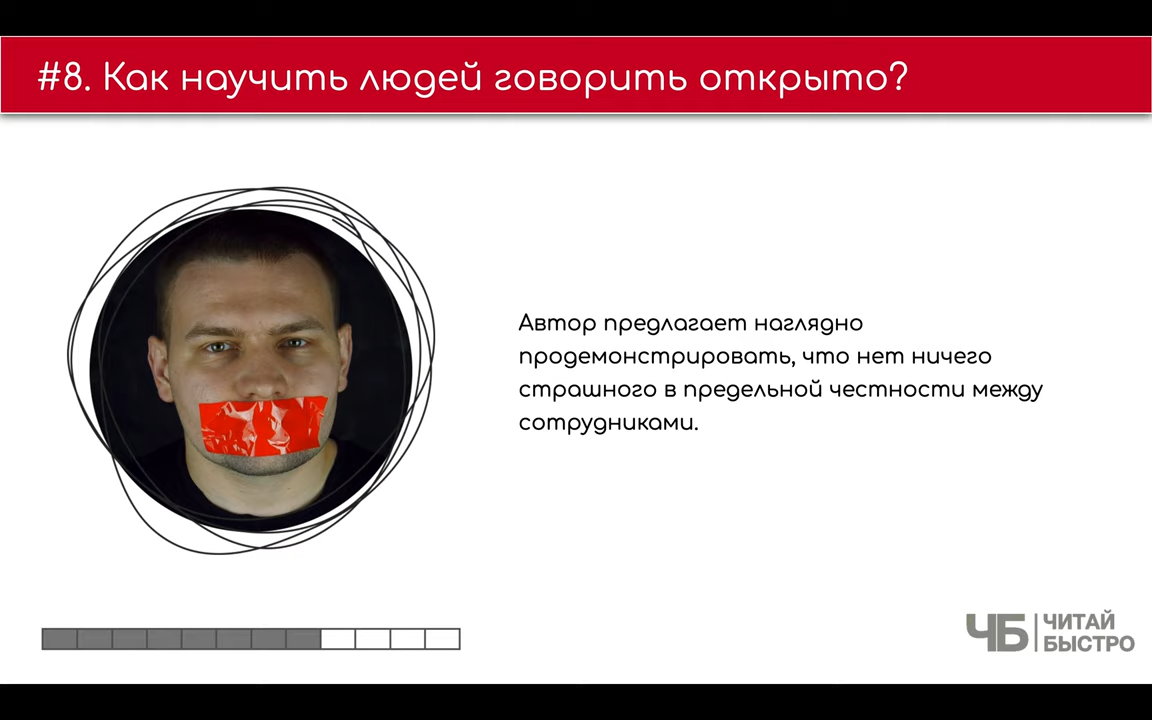 #8. Как научить людей говорить открыто?
Автор предлагает наглядно
продемонстрировать, что нет ничего
страшного в предельной честности между
сотрудниками.
ЧБ
ЧИТАЙ
БЫСТРО